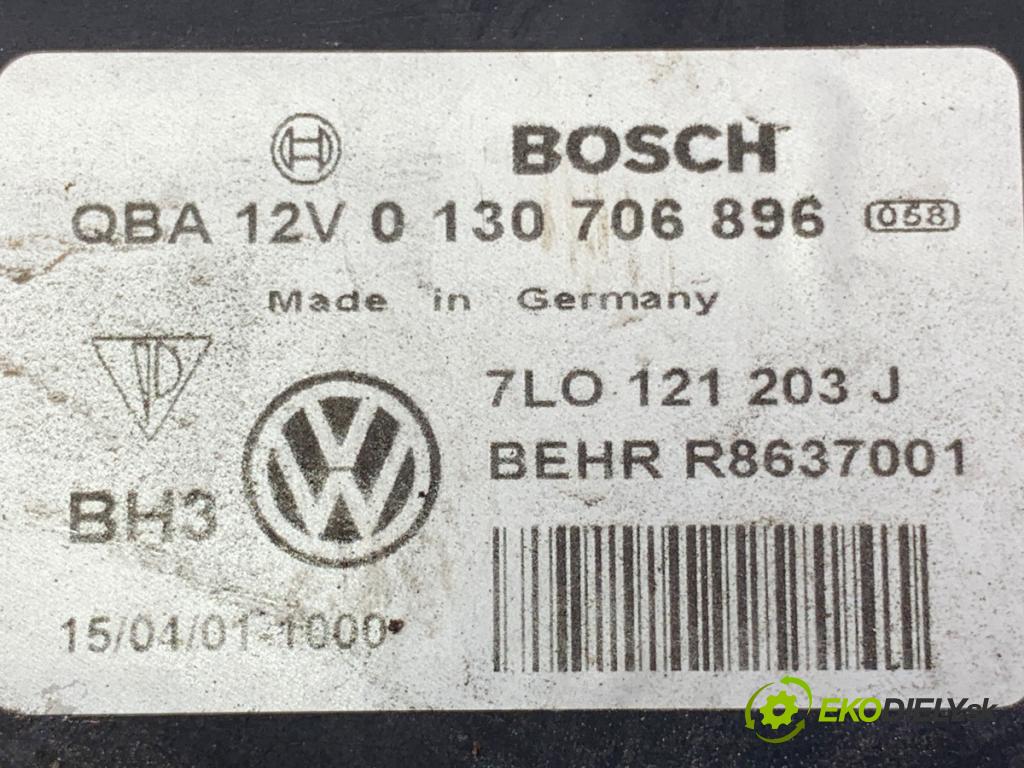 BOSCH
QBA 12V 0 130 706 896 058
Made in Germany
7LO 121 203 J
BEHR R8637001
BH3
15/04/01-1000
EKODIELY.sk